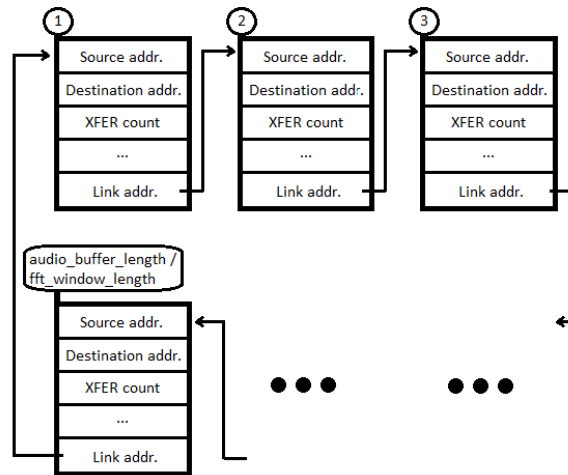 1
2
3
Source addr.
Destination addr.
XFER count
...
Link addr.
Source addr.
Destination addr.
XFER count
...
Link addr.
Source addr.
Destination addr.
XFER count
...
Link addr.
audio_buffer_length /
fft_window_length
Source addr.
Destination addr.
XFER count
...
Link addr.